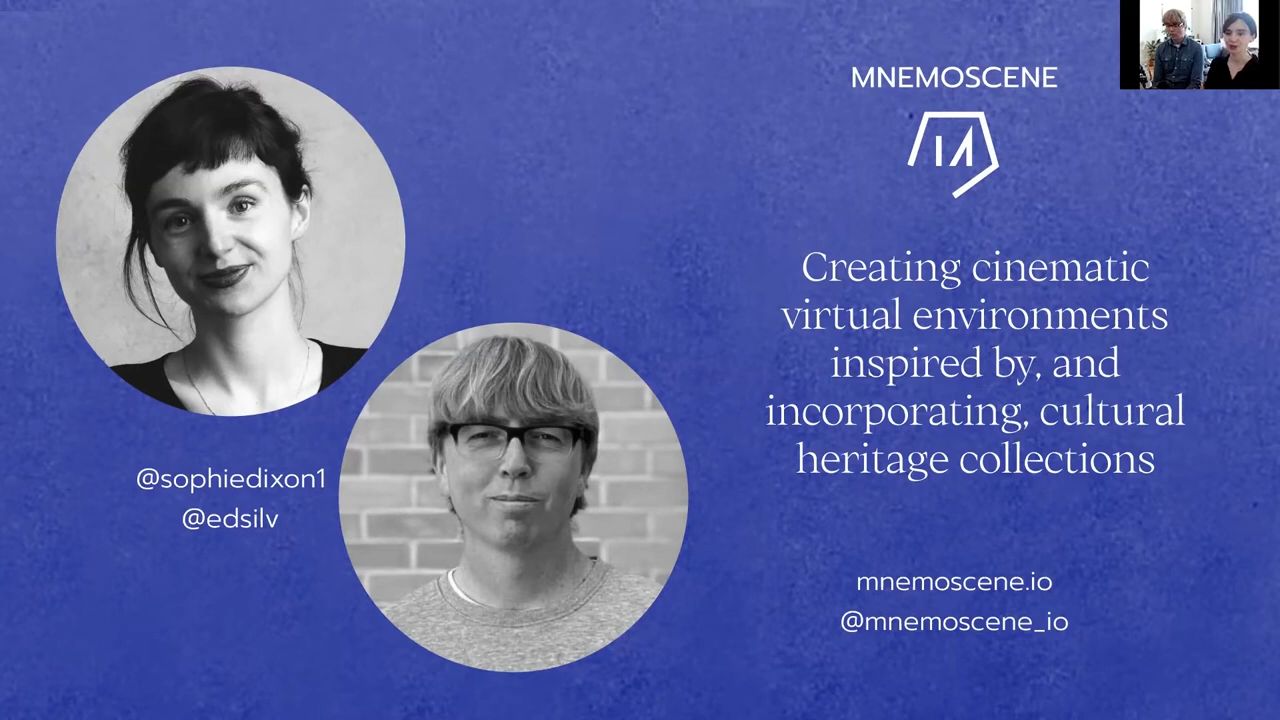 MNEMOSCENE
Creating cinematic
virtual environments
inspired by, and
incorporating, cultural
heritage collections
@sophiedixon1
@edsilv
mnemoscene.io
@mnemoscene_io